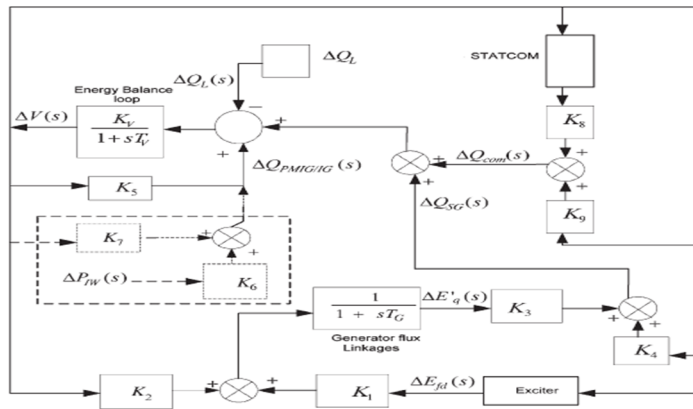 ΔQ_L
STATCOM
ΔQ_L(s)
Energy Balance
loop
ΔV(s)
K_V
1+sT_V
−
+
+
K_8
ΔQ_com(s)
+
+
+
+
+
K_5
ΔQ_PMIG/IG(s)
ΔQ_SG(s)
K_9
K_7
+
+
ΔP_IW(s)
K_6
1
1 + sT_G
ΔE'_q(s)
K_3
+
+
Generator flux
Linkages
K_4
K_2
+
+
K_1
ΔE_fd(s)
Exciter